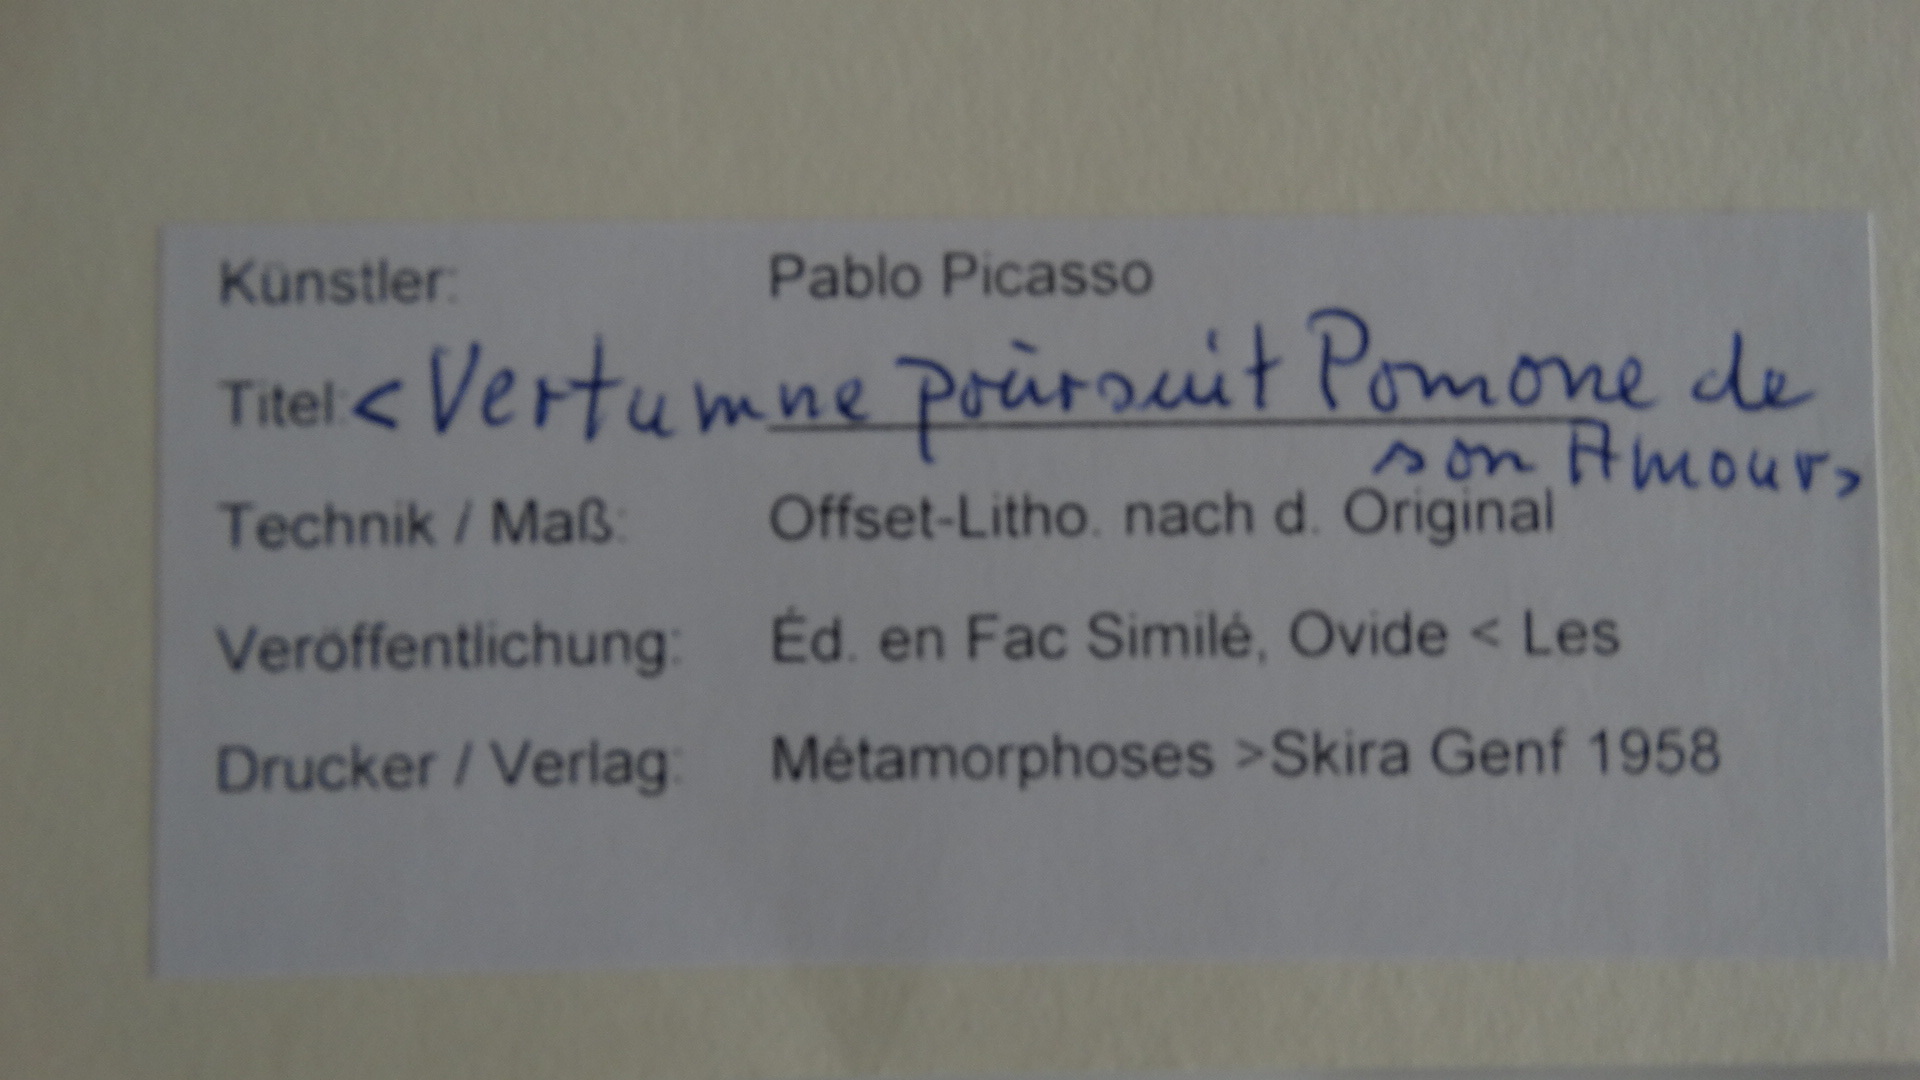 Künstler: Pablo Picasso
Titel: < Vertumne poùrsuit Pomone de
son Amour>
Technik / Maß: Offset-Litho. nach d. Original
Veröffentlichung: Éd. en Fac Similé, Ovide < Les
Drucker / Verlag: Métamorphoses >Skira Genf 1958